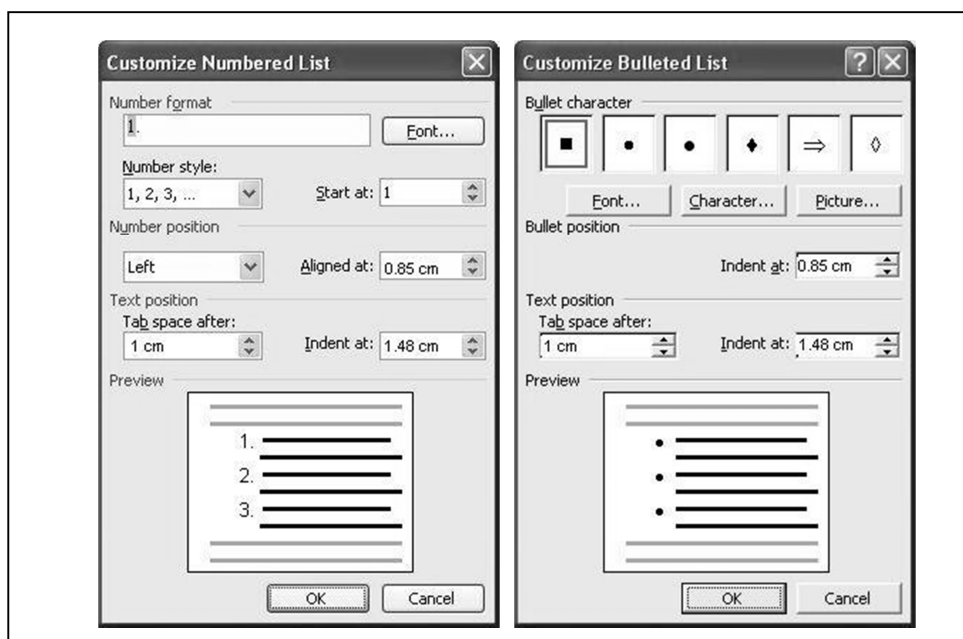 Customize Numbered List
Number format
1.
Font...
Number style:
1, 2, 3, ...
Start at: 1
Number position
Left
Aligned at: 0.85 cm
Text position
Tab space after:
1 cm
Indent at: 1.48 cm
Preview
1.
2.
3.
OK
Cancel
Customize Bulleted List
Bullet character
Font...
Character...
Picture...
Bullet position
Indent at: 0.85 cm
Text position
Tab space after:
1 cm
Indent at: 1.48 cm
Preview
OK
Cancel